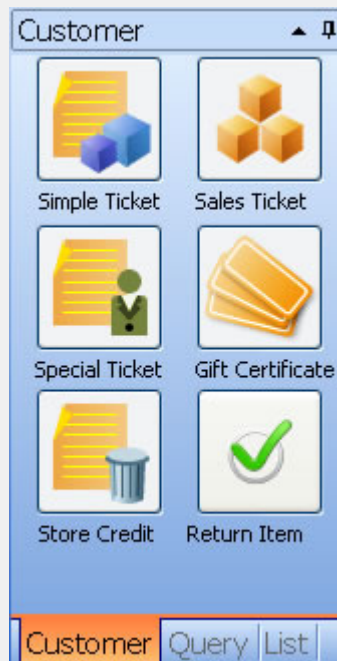 Customer
Simple Ticket Sales Ticket
Special Ticket Gift Certificate
Store Credit Return Item
Customer Query List